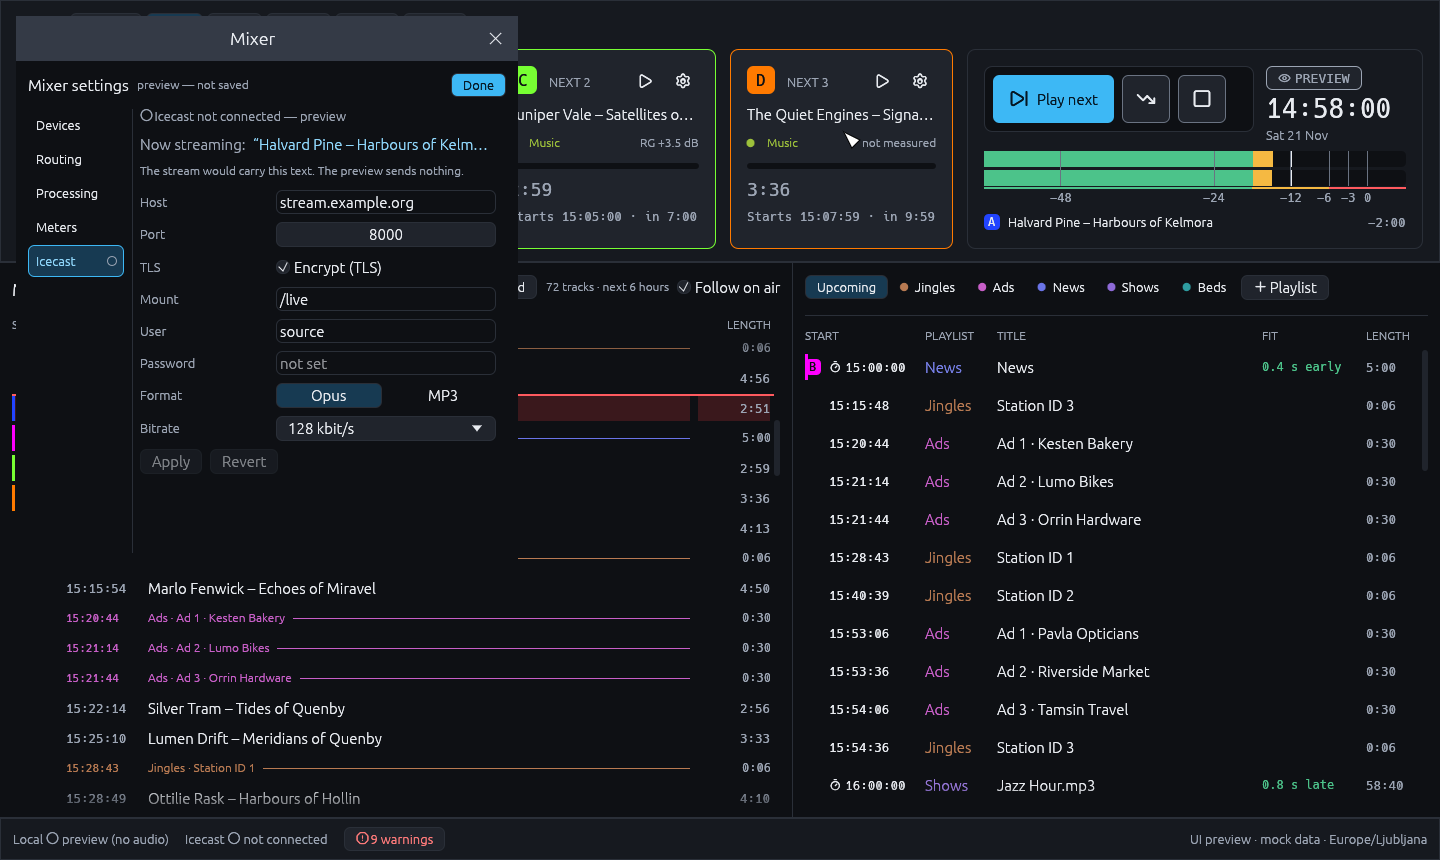 Mixer
Mixer settings preview — not saved Done
Devices
Routing
Processing
Meters
Icecast
Icecast not connected — preview
Now streaming: “Halvard Pine – Harbours of Kelm…
The stream would carry this text. The preview sends nothing.
Host stream.example.org
Port 8000
TLS Encrypt (TLS)
Mount /live
User source
Password not set
Format Opus MP3
Bitrate 128 kbit/s
Apply Revert
C NEXT 2
uniper Vale – Satellites o…
Music RG +3.5 dB
:59
tarts 15:05:00 · in 7:00
D NEXT 3
The Quiet Engines – Signa…
Music not measured
3:36
Starts 15:07:59 · in 9:59
Play next
PREVIEW
14:58:00
Sat 21 Nov
−48 −24 −12 −6 −3 0
A Halvard Pine – Harbours of Kelmora −2:00
d 72 tracks · next 6 hours Follow on air
LENGTH
0:06
4:56
2:51
5:00
2:59
3:36
4:13
0:06
15:15:54 Marlo Fenwick – Echoes of Miravel 4:50
15:20:44 Ads · Ad 1 · Kesten Bakery 0:30
15:21:14 Ads · Ad 2 · Lumo Bikes 0:30
15:21:44 Ads · Ad 3 · Orrin Hardware 0:30
15:22:14 Silver Tram – Tides of Quenby 2:56
15:25:10 Lumen Drift – Meridians of Quenby 3:33
15:28:43 Jingles · Station ID 1 0:06
15:28:49 Ottilie Rask – Harbours of Hollin 4:10
Upcoming Jingles Ads News Shows Beds + Playlist
START PLAYLIST TITLE FIT LENGTH
B 15:00:00 News News 0.4 s early 5:00
15:15:48 Jingles Station ID 3 0:06
15:20:44 Ads Ad 1 · Kesten Bakery 0:30
15:21:14 Ads Ad 2 · Lumo Bikes 0:30
15:21:44 Ads Ad 3 · Orrin Hardware 0:30
15:28:43 Jingles Station ID 1 0:06
15:40:39 Jingles Station ID 2 0:06
15:53:06 Ads Ad 1 · Pavla Opticians 0:30
15:53:36 Ads Ad 2 · Riverside Market 0:30
15:54:06 Ads Ad 3 · Tamsin Travel 0:30
15:54:36 Jingles Station ID 3 0:06
16:00:00 Shows Jazz Hour.mp3 0.8 s late 58:40
Local preview (no audio) Icecast not connected 9 warnings
UI preview · mock data · Europe/Ljubljana